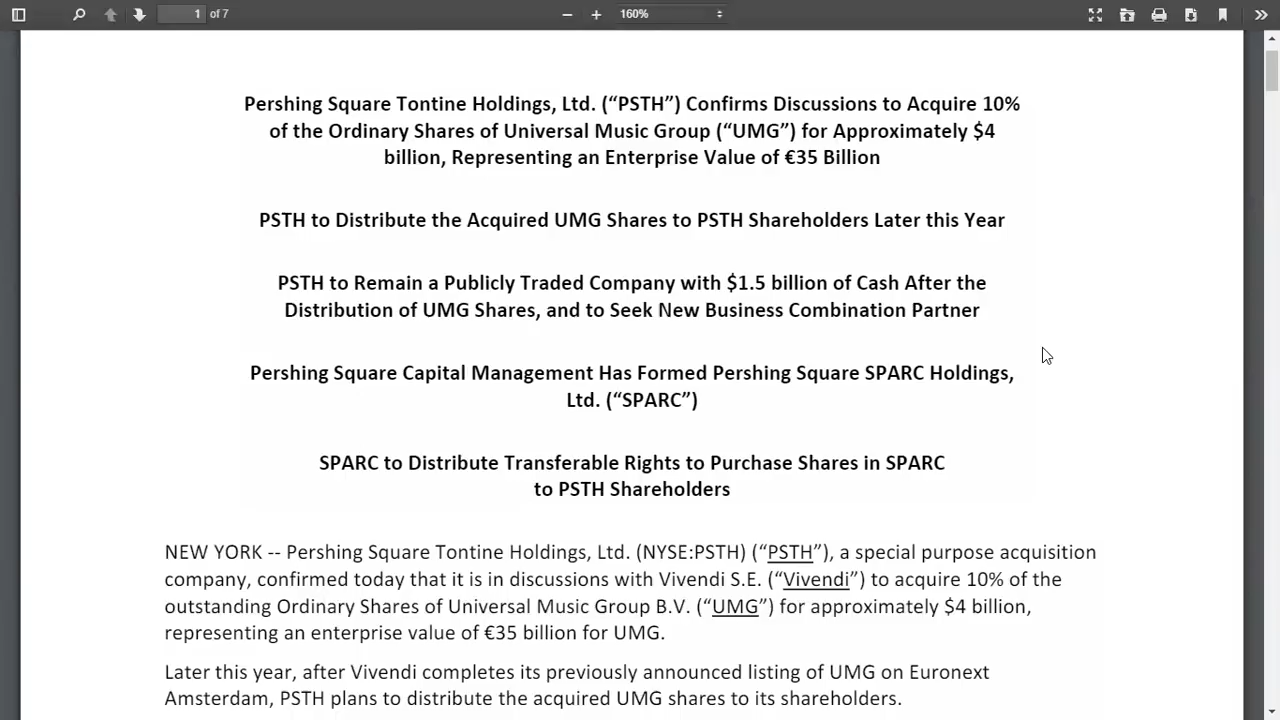 1 of 7
160%
Pershing Square Tontine Holdings, Ltd. (“PSTH”) Confirms Discussions to Acquire 10%
of the Ordinary Shares of Universal Music Group (“UMG”) for Approximately $4
billion, Representing an Enterprise Value of €35 Billion
PSTH to Distribute the Acquired UMG Shares to PSTH Shareholders Later this Year
PSTH to Remain a Publicly Traded Company with $1.5 billion of Cash After the
Distribution of UMG Shares, and to Seek New Business Combination Partner
Pershing Square Capital Management Has Formed Pershing Square SPARC Holdings,
Ltd. (“SPARC”)
SPARC to Distribute Transferable Rights to Purchase Shares in SPARC
to PSTH Shareholders
NEW YORK -- Pershing Square Tontine Holdings, Ltd. (NYSE:PSTH) (“PSTH”), a special purpose acquisition
company, confirmed today that it is in discussions with Vivendi S.E. (“Vivendi”) to acquire 10% of the
outstanding Ordinary Shares of Universal Music Group B.V. (“UMG”) for approximately $4 billion,
representing an enterprise value of €35 billion for UMG.
Later this year, after Vivendi completes its previously announced listing of UMG on Euronext
Amsterdam, PSTH plans to distribute the acquired UMG shares to its shareholders.